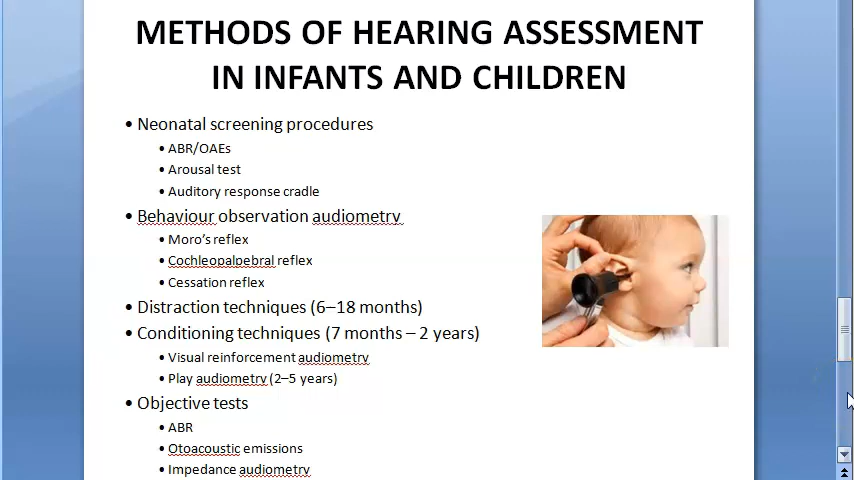 METHODS OF HEARING ASSESSMENT
IN INFANTS AND CHILDREN
• Neonatal screening procedures
• ABR/OAEs
• Arousal test
• Auditory response cradle
• Behaviour observation audiometry
• Moro's reflex
• Cochleopalpebral reflex
• Cessation reflex
• Distraction techniques (6–18 months)
• Conditioning techniques (7 months – 2 years)
• Visual reinforcement audiometry
• Play audiometry (2–5 years)
• Objective tests
• ABR
• Otoacoustic emissions
• Impedance audiometry